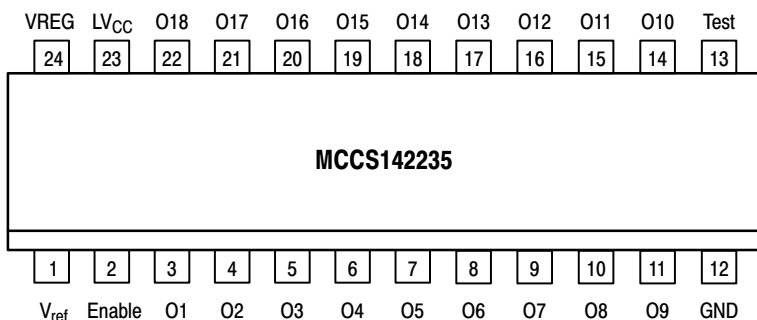 VREG LVCC O18 O17 O16 O15 O14 O13 O12 O11 O10 Test
24 23 22 21 20 19 18 17 16 15 14 13
MCCS142235
1 2 3 4 5 6 7 8 9 10 11 12
Vref Enable O1 O2 O3 O4 O5 O6 O7 O8 O9 GND